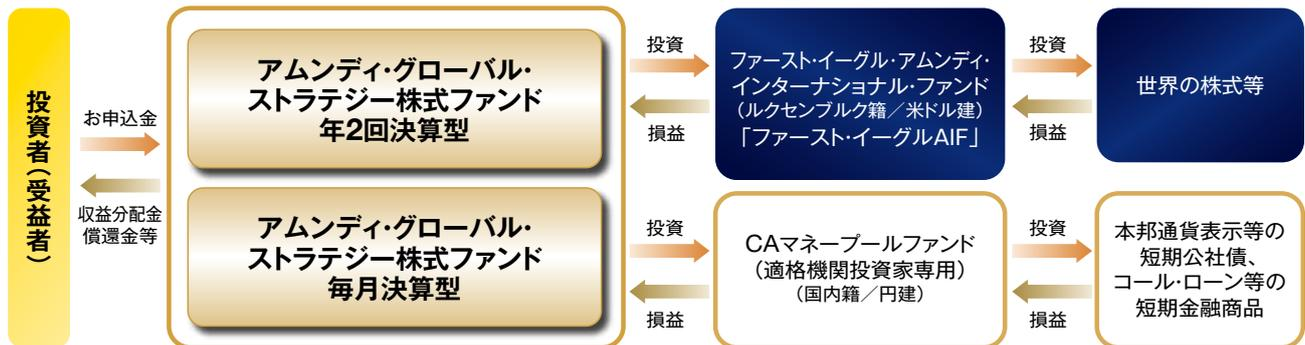 投資者(受益者)
お申込金
収益分配金
償還金等
アムンディ・グローバル・
ストラテジー株式ファンド
年2回決算型
アムンディ・グローバル・
ストラテジー株式ファンド
毎月決算型
投資
損益
ファースト・イーグル・アムンディ・
インターナショナル・ファンド
(ルクセンブルク籍/米ドル建)
「ファースト・イーグルAIF」
投資
損益
世界の株式等
投資
損益
CAマネープールファンド
(適格機関投資家専用)
(国内籍/円建)
投資
損益
本邦通貨表示等の
短期公社債、
コール・ローン等の
短期金融商品